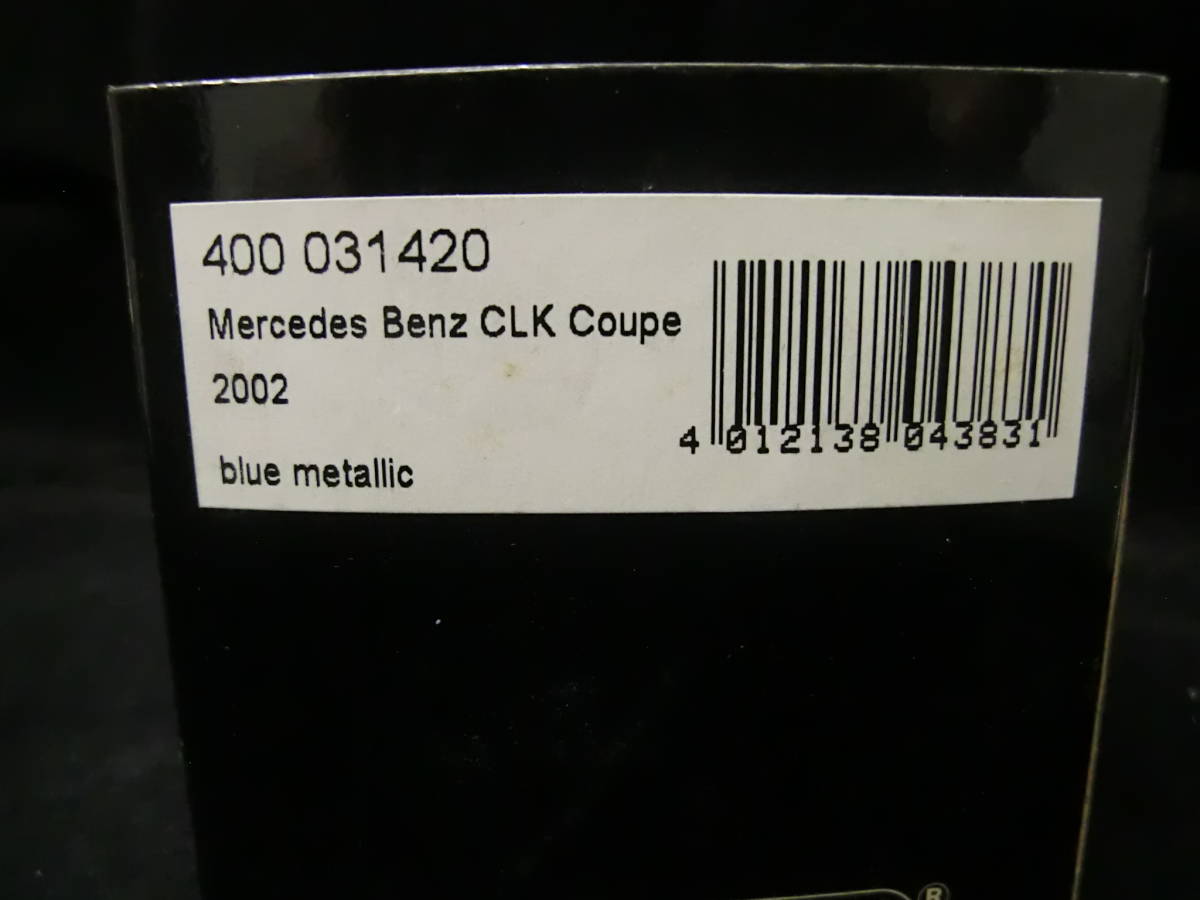 400 031420
Mercedes Benz CLK Coupe
2002
blue metallic
4 012138 043831
®